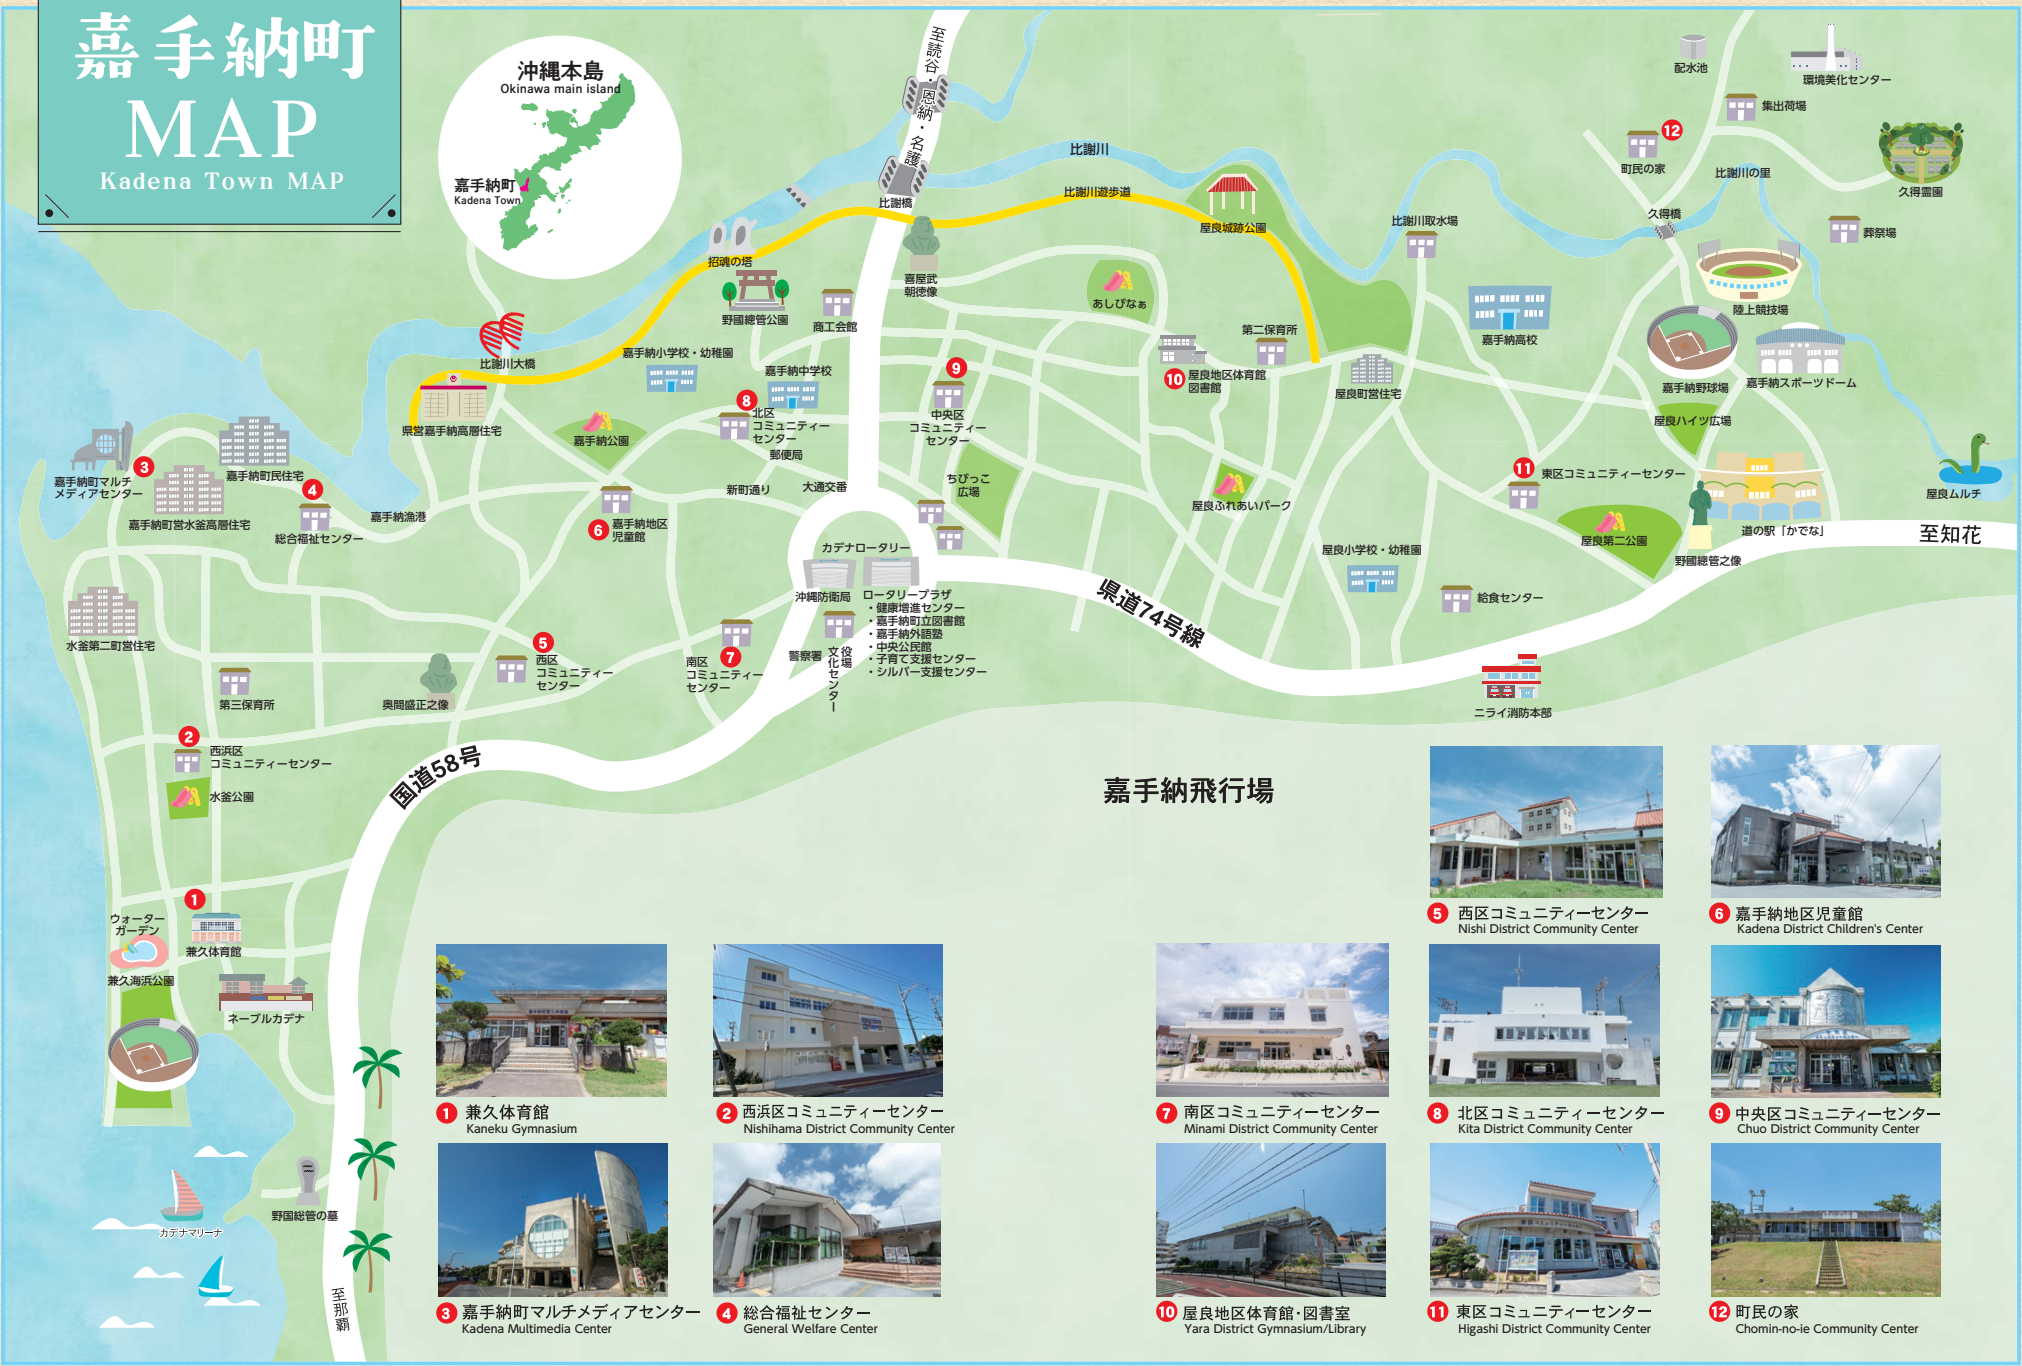 嘉手納町
MAP
Kadena Town MAP
沖縄本島
Okinawa main island
嘉手納町
Kadena Town
至読谷・恩納・名護
比謝川
比謝橋
比謝川遊歩道
屋良城跡公園
比謝川取水場
配水池
環境美化センター
集出荷場
12
町民の家
比謝川の里
久得霊園
久得橋
葬祭場
陸上競技場
招魂の塔
野國總管公園
商工会館
喜屋武
朝徳像
あしびなぁ
第二保育所
嘉手納高校
嘉手納野球場
嘉手納スポーツドーム
比謝川大橋
嘉手納小学校・幼稚園
嘉手納中学校
9
中央区
コミュニティー
センター
10
屋良地区体育館
図書館
屋良町営住宅
屋良ハイツ広場
県営嘉手納高層住宅
嘉手納公園
8
北区
コミュニティー
センター
郵便局
3
嘉手納町マルチ
メディアセンター
嘉手納町民住宅
嘉手納町営水釜高層住宅
4
総合福祉センター
嘉手納漁港
6
嘉手納地区
児童館
新町通り
大通交番
ちびっこ
広場
屋良ふれあいパーク
11
東区コミュニティーセンター
屋良第二公園
屋良ムルチ
道の駅「かでな」
野國總管之像
至知花
カデナロータリー
沖縄防衛局
ロータリープラザ
・健康増進センター
・嘉手納町立図書館
・嘉手納外語塾
・中央公民館
・子育て支援センター
・シルバー支援センター
屋良小学校・幼稚園
給食センター
県道74号線
水釜第二町営住宅
5
西区
コミュニティー
センター
7
南区
コミュニティー
センター
警察署
役場
文化センター
第三保育所
奥間盛正之像
ニライ消防本部
2
西浜区
コミュニティーセンター
水釜公園
国道58号
嘉手納飛行場
1
ウォーター
ガーデン
兼久体育館
兼久海浜公園
ネーブルカデナ
野国総管の墓
カデナマリーナ
至那覇
5 西区コミュニティーセンター
Nishi District Community Center
6 嘉手納地区児童館
Kadena District Children's Center
1 兼久体育館
Kaneku Gymnasium
2 西浜区コミュニティーセンター
Nishihama District Community Center
7 南区コミュニティーセンター
Minami District Community Center
8 北区コミュニティーセンター
Kita District Community Center
9 中央区コミュニティーセンター
Chuo District Community Center
3 嘉手納町マルチメディアセンター
Kadena Multimedia Center
4 総合福祉センター
General Welfare Center
10 屋良地区体育館・図書室
Yara District Gymnasium/Library
11 東区コミュニティーセンター
Higashi District Community Center
12 町民の家
Chomin-no-ie Community Center